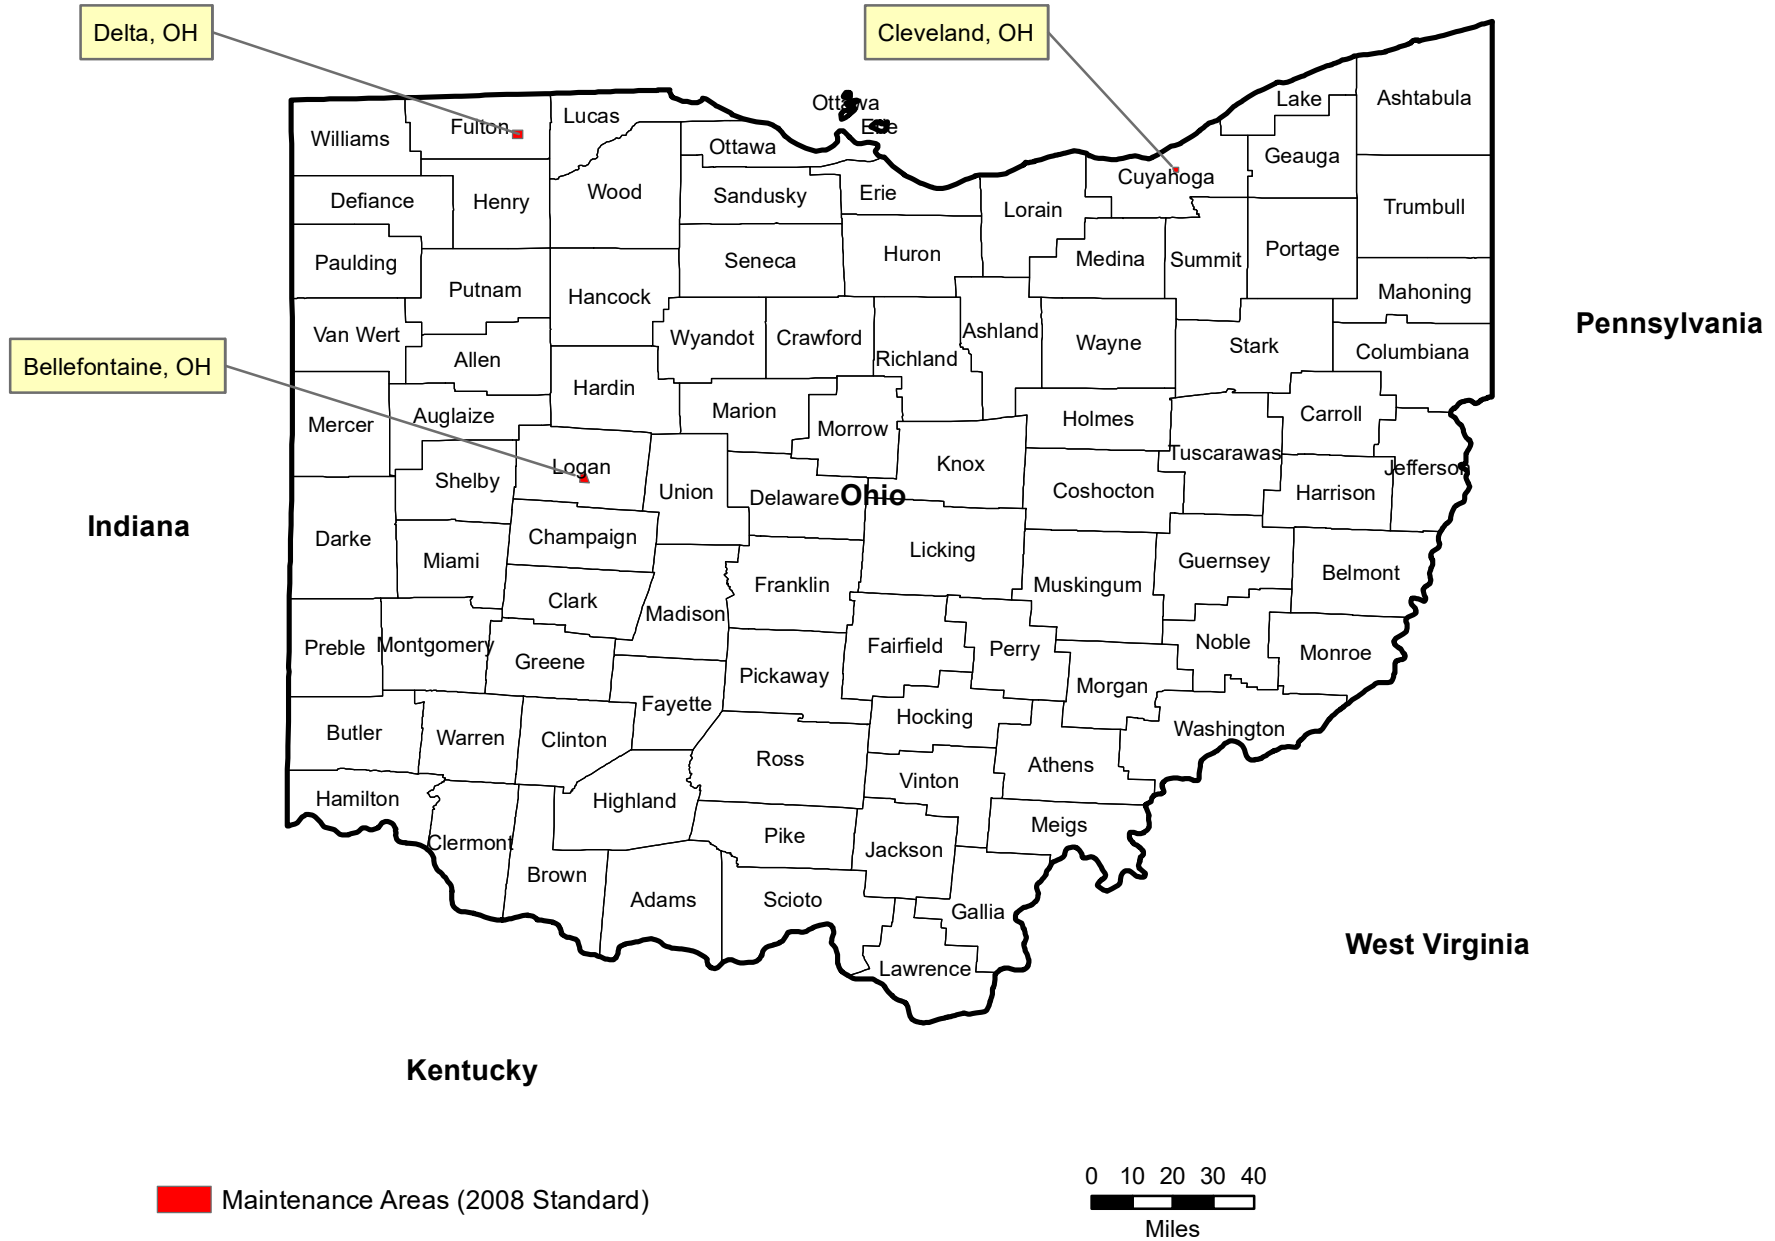 Delta, OH
Cleveland, OH
Lake
Ashtabula
Ottawa
Erie
Lucas
Fulton
Williams
Ottawa
Geauga
Cuyahoga
Wood
Sandusky
Erie
Defiance
Henry
Lorain
Trumbull
Portage
Huron
Medina
Summit
Seneca
Paulding
Putnam
Hancock
Mahoning
Pennsylvania
Van Wert
Wyandot
Crawford
Ashland
Wayne
Stark
Columbiana
Richland
Allen
Bellefontaine, OH
Hardin
Marion
Auglaize
Mercer
Morrow
Holmes
Carroll
Tuscarawas
Knox
Logan
Jefferson
Shelby
Union
Delaware
Ohio
Coshocton
Harrison
Indiana
Darke
Champaign
Licking
Miami
Guernsey
Belmont
Franklin
Muskingum
Clark
Madison
Preble
Montgomery
Fairfield
Perry
Noble
Monroe
Greene
Pickaway
Morgan
Fayette
Hocking
Washington
Butler
Warren
Clinton
Ross
Athens
Vinton
Hamilton
Highland
Meigs
Pike
Clermont
Jackson
Brown
Adams
Scioto
Gallia
West Virginia
Lawrence
Kentucky
Maintenance Areas (2008 Standard)
0 10 20 30 40
Miles